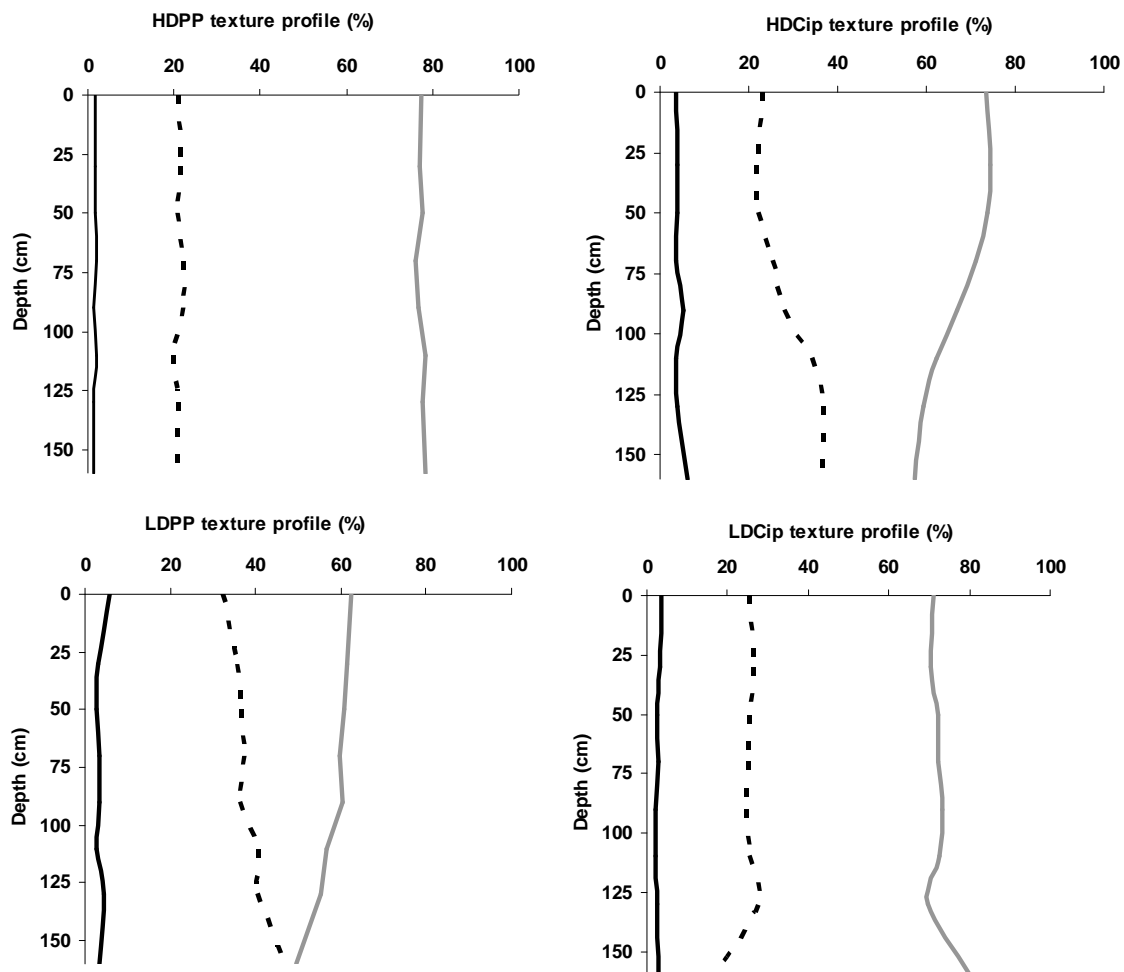 HDPP texture profile (%)
0 20 40 60 80 100
0
25
50
75
100
125
150
Depth (cm)
HDCip texture profile (%)
0 20 40 60 80 100
0
25
50
75
100
125
150
Depth (cm)
LDPP texture profile (%)
0 20 40 60 80 100
0
25
50
75
100
125
150
Depth (cm)
LDCip texture profile (%)
0 20 40 60 80 100
0
25
50
75
100
125
150
Depth (cm)